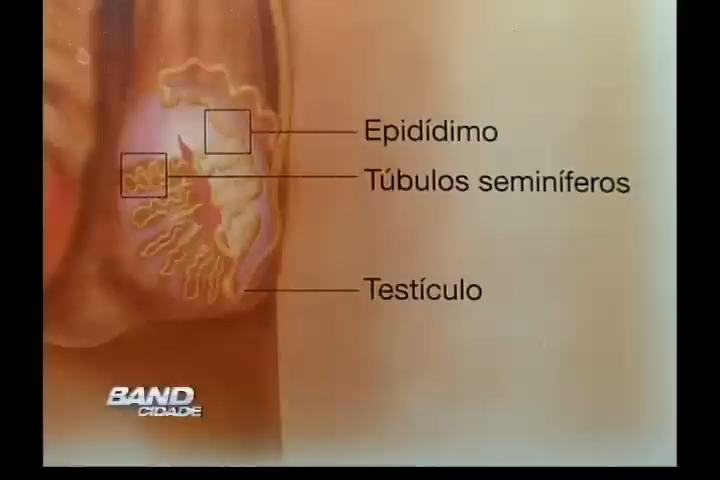 Epidídimo
Túbulos seminíferos
Testículo
BAND
CIDADE